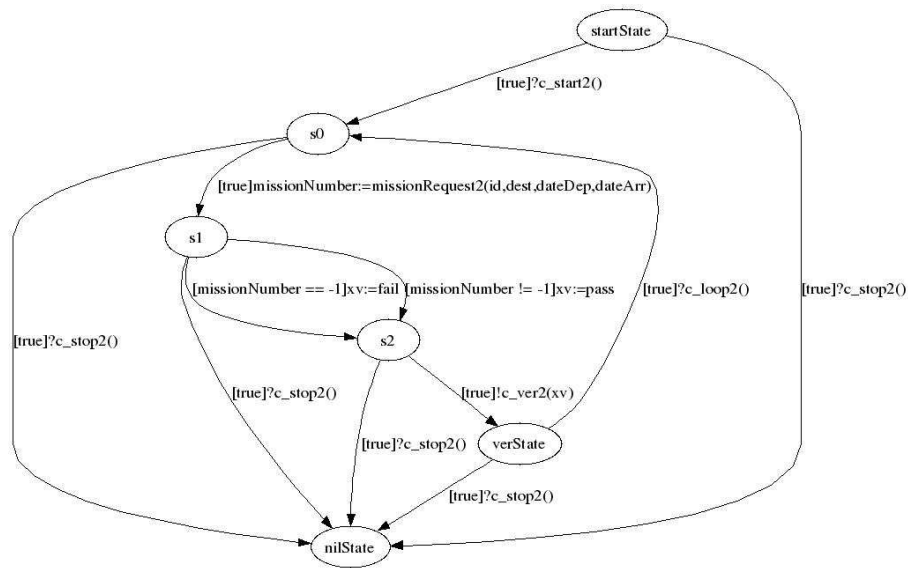 startState
[true]?c_start2()
s0
[true]missionNumber:=missionRequest2(id,dest,dateDep,dateArr)
s1
[missionNumber == -1]xv:=fail
[missionNumber != -1]xv:=pass
[true]?c_loop2()
[true]?c_stop2()
s2
[true]?c_stop2()
[true]?c_stop2()
[true]!c_ver2(xv)
[true]?c_stop2()
verState
[true]?c_stop2()
nilState